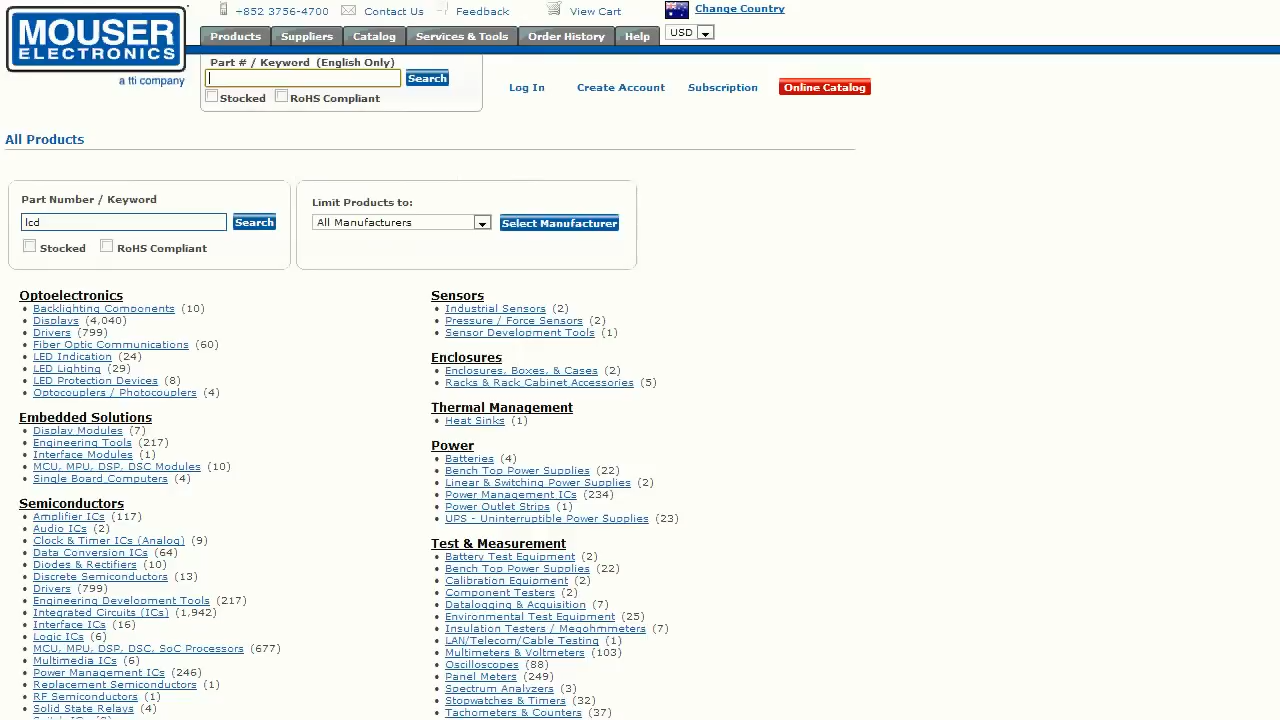 MOUSER
ELECTRONICS
a tti company
+852 3756-4700 Contact Us Feedback View Cart Change Country
Products Suppliers Catalog Services & Tools Order History Help USD
Part # / Keyword (English Only)
Search
Stocked RoHS Compliant
Log In Create Account Subscription Online Catalog
All Products
Part Number / Keyword
lcd Search
Stocked RoHS Compliant
Limit Products to:
All Manufacturers Select Manufacturer
Optoelectronics
Backlighting Components (10)
Displays (4,040)
Drivers (799)
Fiber Optic Communications (60)
LED Indication (24)
LED Lighting (29)
LED Protection Devices (8)
Optocouplers / Photocouplers (4)
Embedded Solutions
Display Modules (7)
Engineering Tools (217)
Interface Modules (1)
MCU, MPU, DSP, DSC Modules (10)
Single Board Computers (4)
Semiconductors
Amplifier ICs (117)
Audio ICs (2)
Clock & Timer ICs (Analog) (9)
Data Conversion ICs (64)
Diodes & Rectifiers (10)
Discrete Semiconductors (13)
Drivers (799)
Engineering Development Tools (217)
Integrated Circuits (ICs) (1,942)
Interface ICs (16)
Logic ICs (6)
MCU, MPU, DSP, DSC, SoC Processors (677)
Multimedia ICs (6)
Power Management ICs (246)
Replacement Semiconductors (1)
RF Semiconductors (1)
Solid State Relays (4)
Sensors
Industrial Sensors (2)
Pressure / Force Sensors (2)
Sensor Development Tools (1)
Enclosures
Enclosures, Boxes, & Cases (2)
Racks & Rack Cabinet Accessories (5)
Thermal Management
Heat Sinks (1)
Power
Batteries (4)
Bench Top Power Supplies (22)
Linear & Switching Power Supplies (2)
Power Management ICs (234)
Power Outlet Strips (1)
UPS - Uninterruptible Power Supplies (23)
Test & Measurement
Battery Test Equipment (2)
Bench Top Power Supplies (22)
Calibration Equipment (2)
Component Testers (2)
Datalogging & Acquisition (7)
Environmental Test Equipment (25)
Insulation Testers / Megohmmeters (7)
LAN/Telecom/Cable Testing (1)
Multimeters & Voltmeters (103)
Oscilloscopes (88)
Panel Meters (249)
Spectrum Analyzers (3)
Stopwatches & Timers (32)
Tachometers & Counters (37)